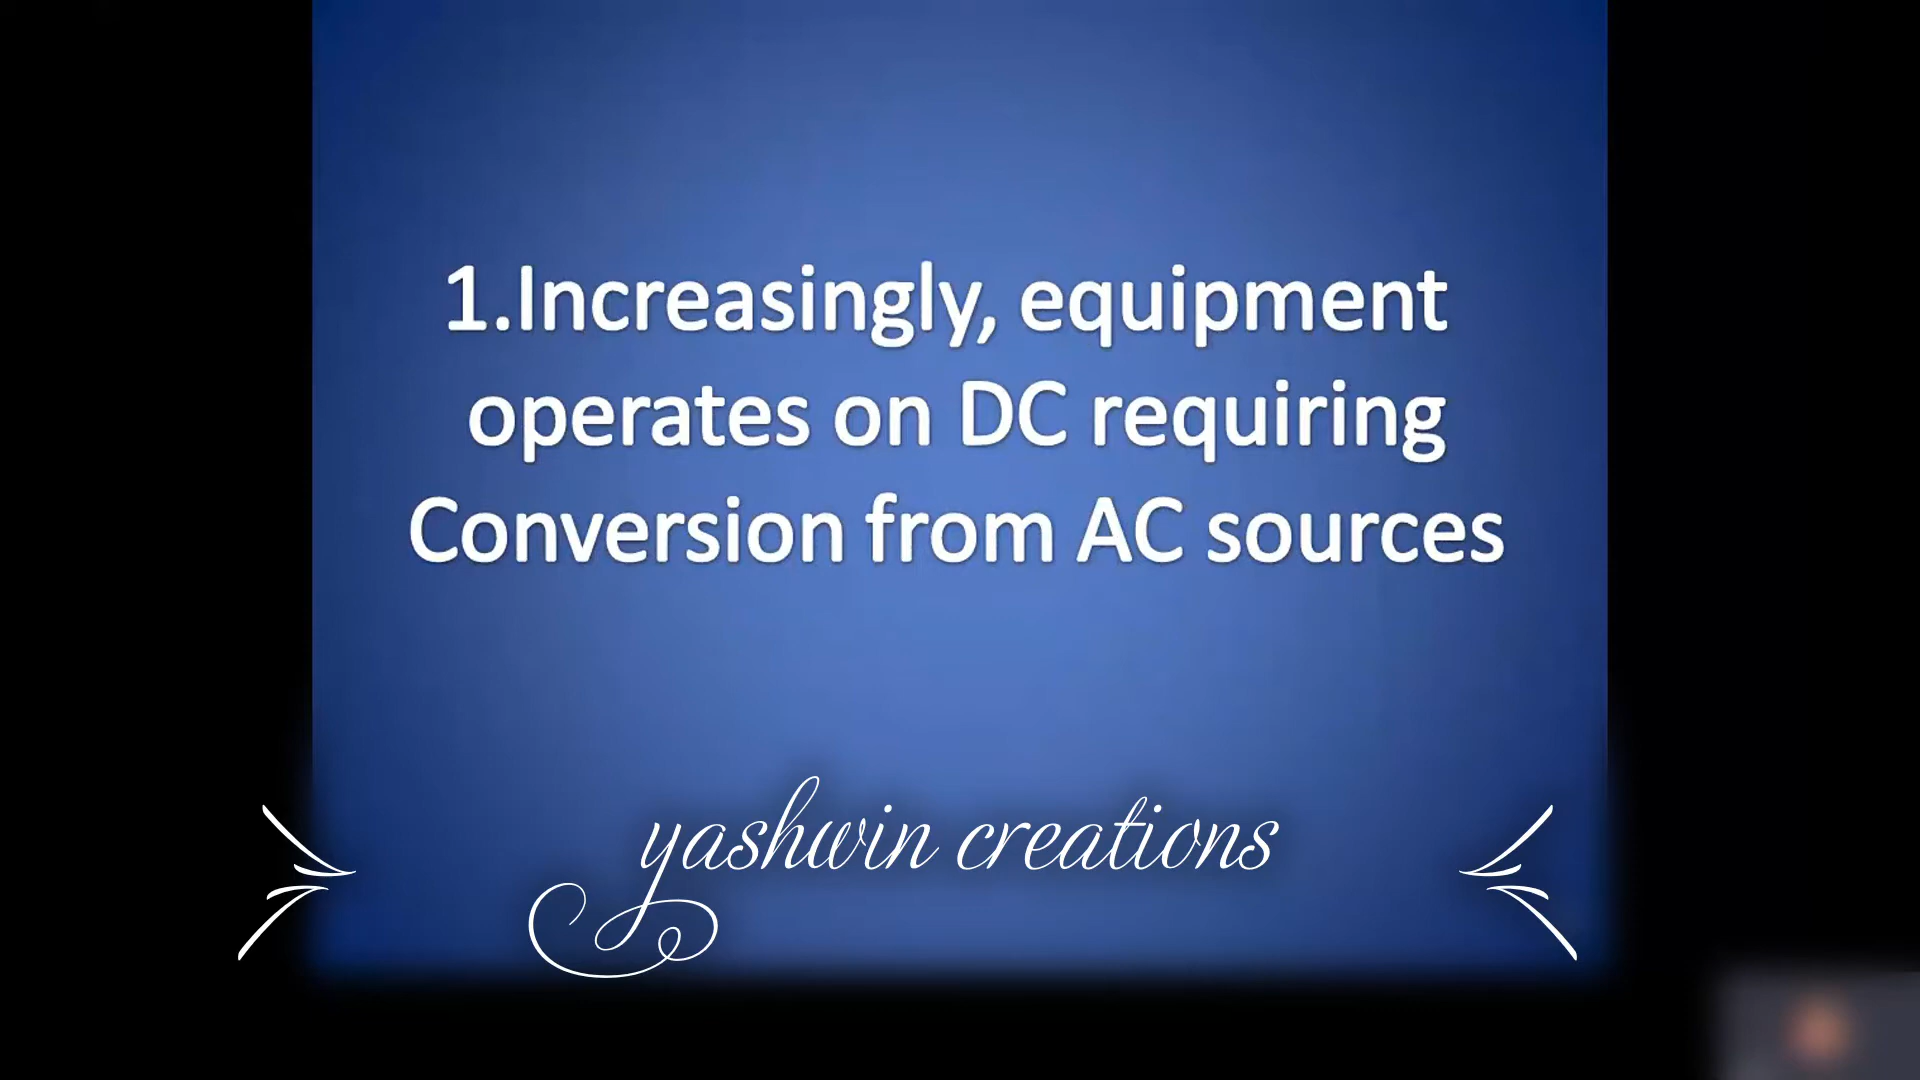 1.Increasingly, equipment
operates on DC requiring
Conversion from AC sources
yashwin creations